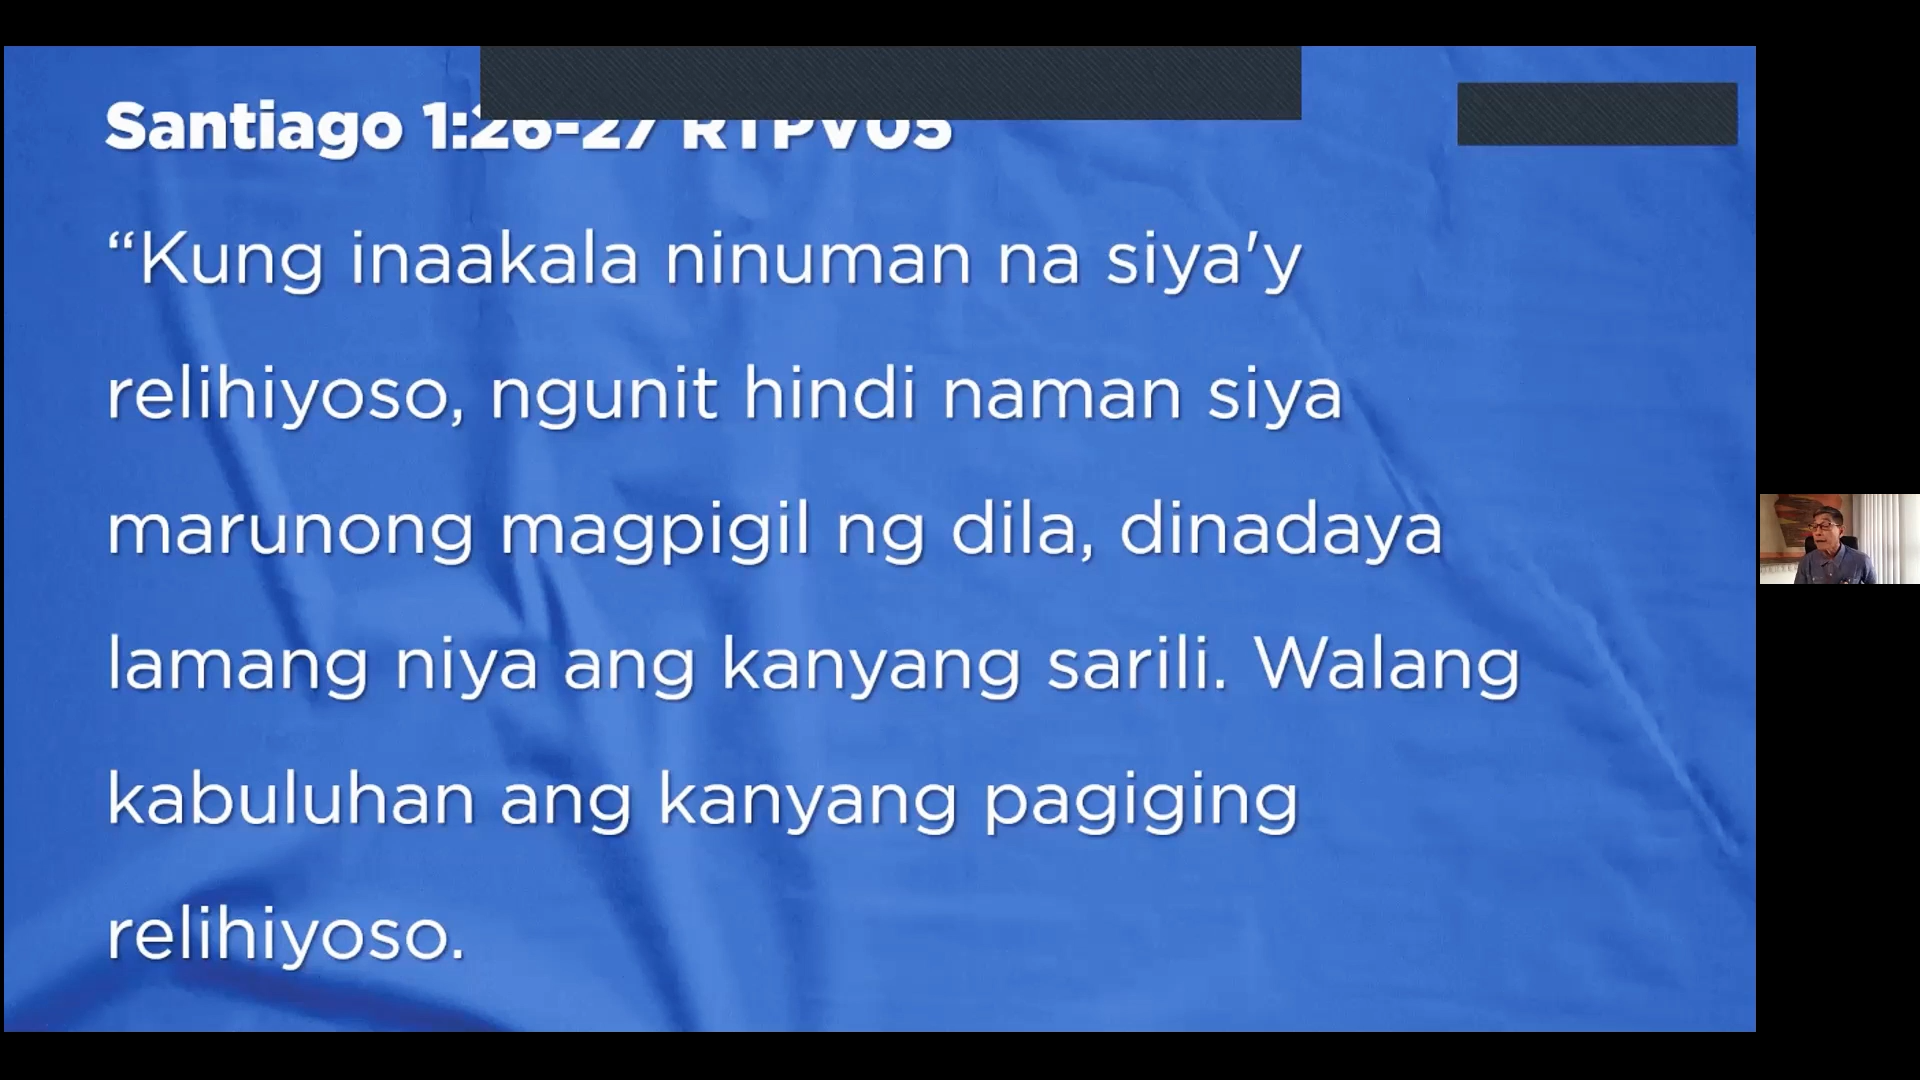 Santiago 1:26-27 RTPV05
“Kung inaakala ninuman na siya'y
relihiyoso, ngunit hindi naman siya
marunong magpigil ng dila, dinadaya
lamang niya ang kanyang sarili. Walang
kabuluhan ang kanyang pagiging
relihiyoso.